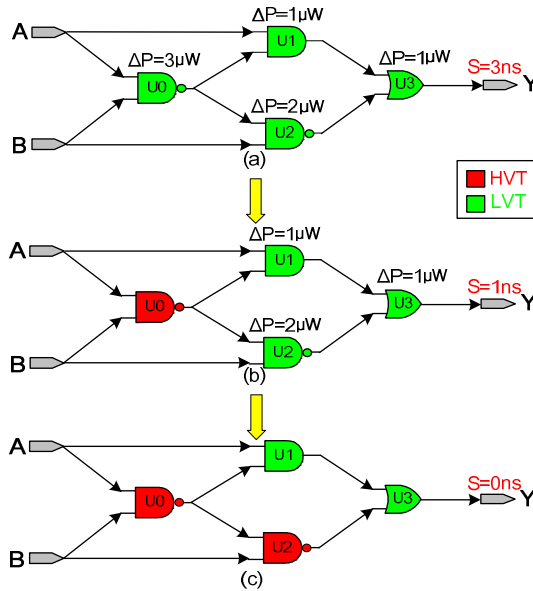 ΔP=1μW
A
U1
ΔP=3μW
ΔP=1μW
S=3ns
U0
U3
Y
ΔP=2μW
U2
B
(a)
HVT
LVT
ΔP=1μW
A
U1
ΔP=1μW
S=1ns
U0
U3
Y
ΔP=2μW
U2
B
(b)
A
U1
S=0ns
U0
U3
Y
U2
B
(c)